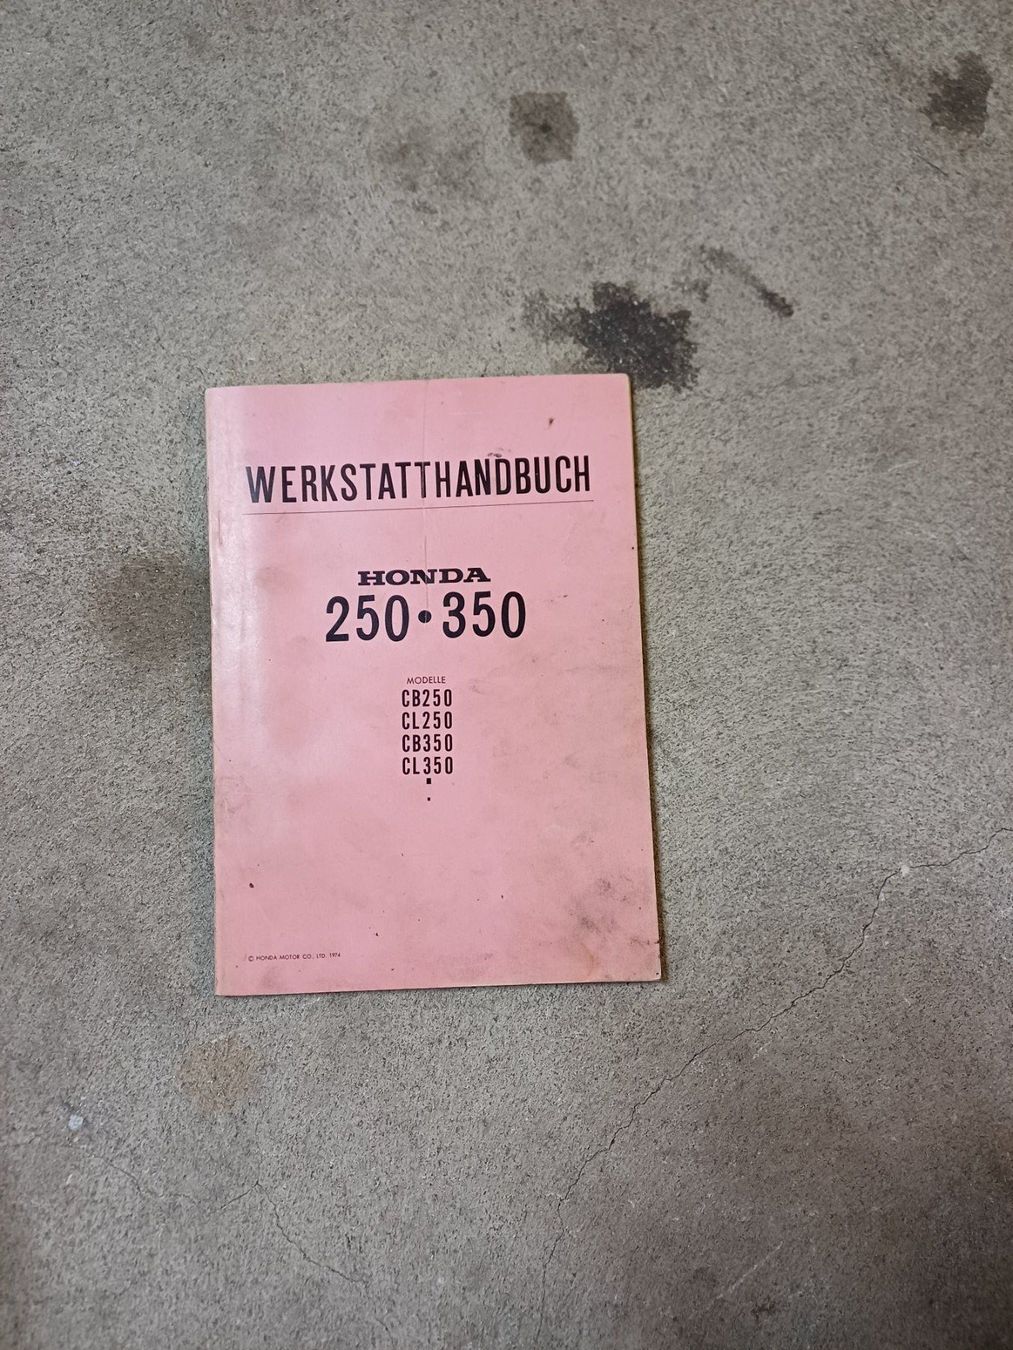 WERKSTATTHANDBUCH
HONDA
250•350
MODELLE
CB250
CL250
CB350
CL350
© HONDA MOTOR CO., LTD. 1974